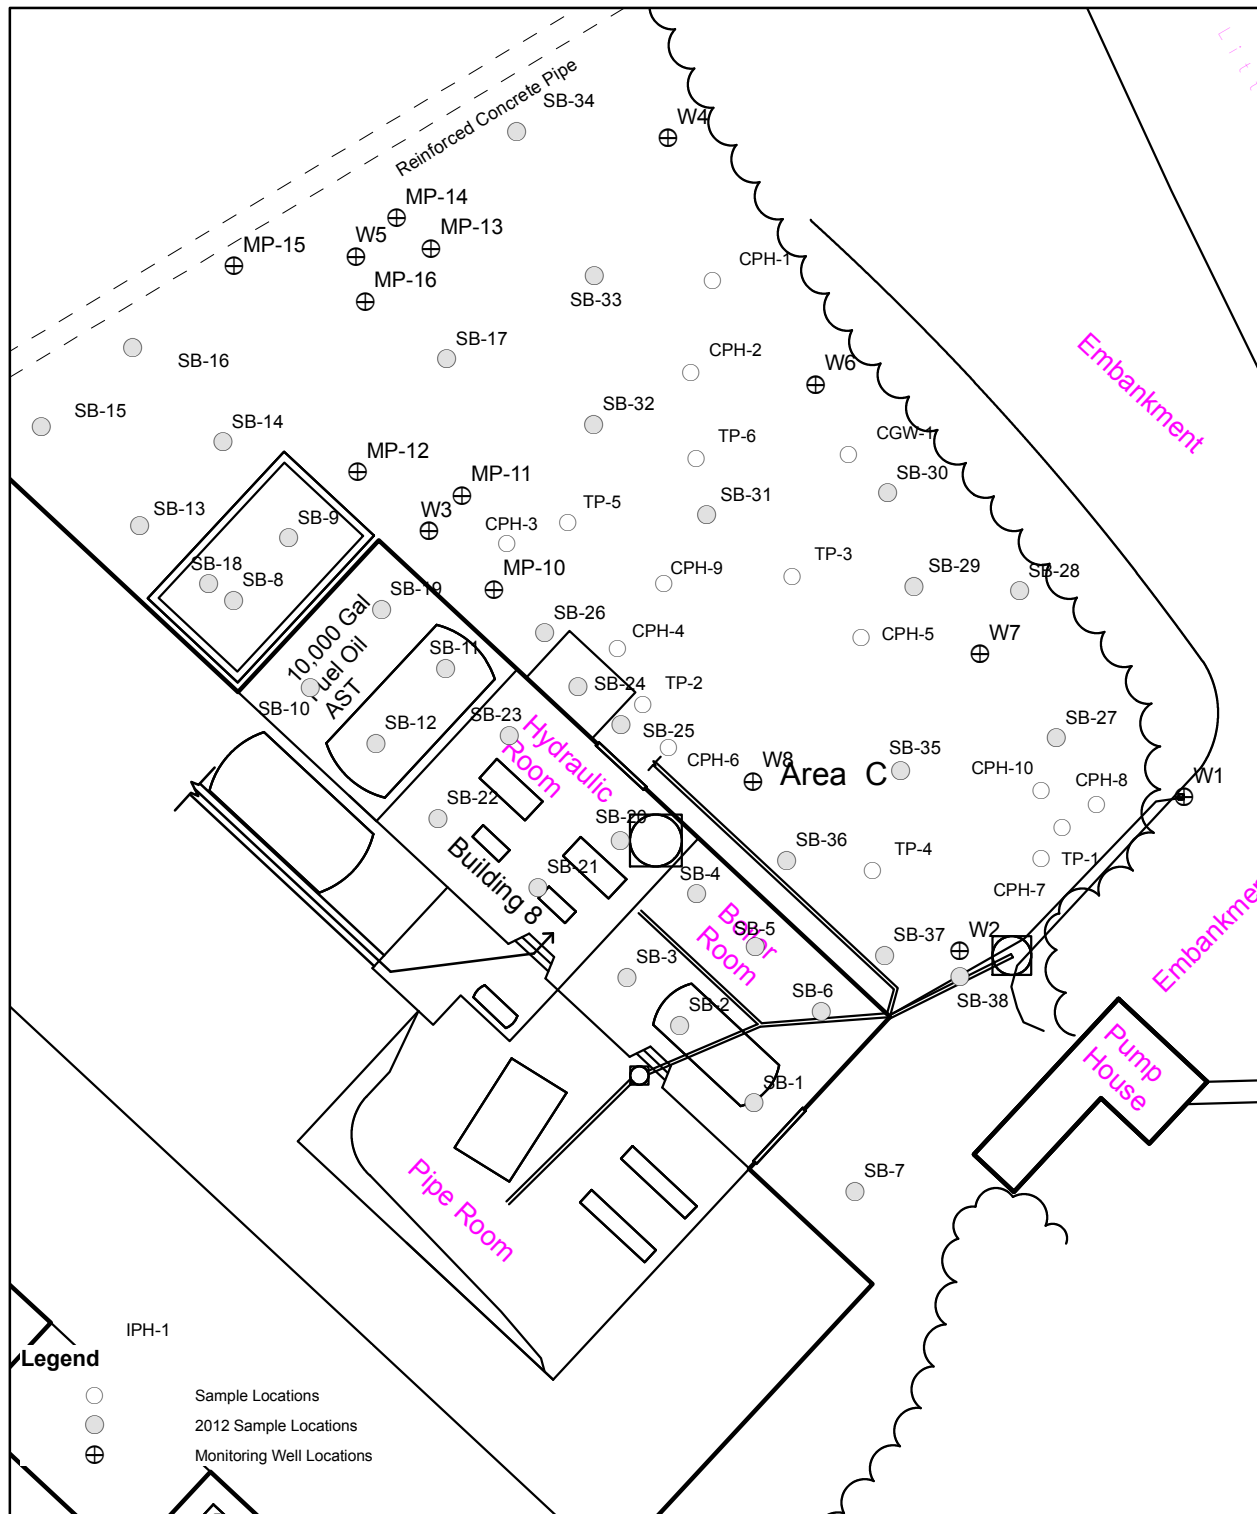 Litt
SB-34
W4
Reinforced Concrete Pipe
MP-14
MP-13
W5
MP-15
MP-16
CPH-1
SB-33
SB-17
SB-16
CPH-2
W6
Embankment
SB-15
SB-14
SB-32
CGW-1
TP-6
MP-12
MP-11
SB-30
SB-31
TP-5
W3
CPH-3
SB-13
SB-9
SB-18
SB-8
MP-10
CPH-9
TP-3
SB-29
SB-28
SB-19
SB-26
CPH-4
CPH-5
W7
10,000 Gal
Fuel Oil
AST
SB-11
SB-10
SB-12
SB-24
TP-2
SB-23
SB-25
Hydraulic
Room
CPH-6
W8
Area C
SB-35
SB-27
CPH-10
CPH-8
W1
SB-22
SB-20
SB-36
TP-4
TP-1
CPH-7
Building 8
SB-21
SB-4
Boiler
Room
SB-5
SB-37
W2
Embankmen
SB-3
SB-38
SB-6
SB-2
SB-1
Pump
House
Pipe Room
SB-7
IPH-1
Legend
Sample Locations
2012 Sample Locations
Monitoring Well Locations